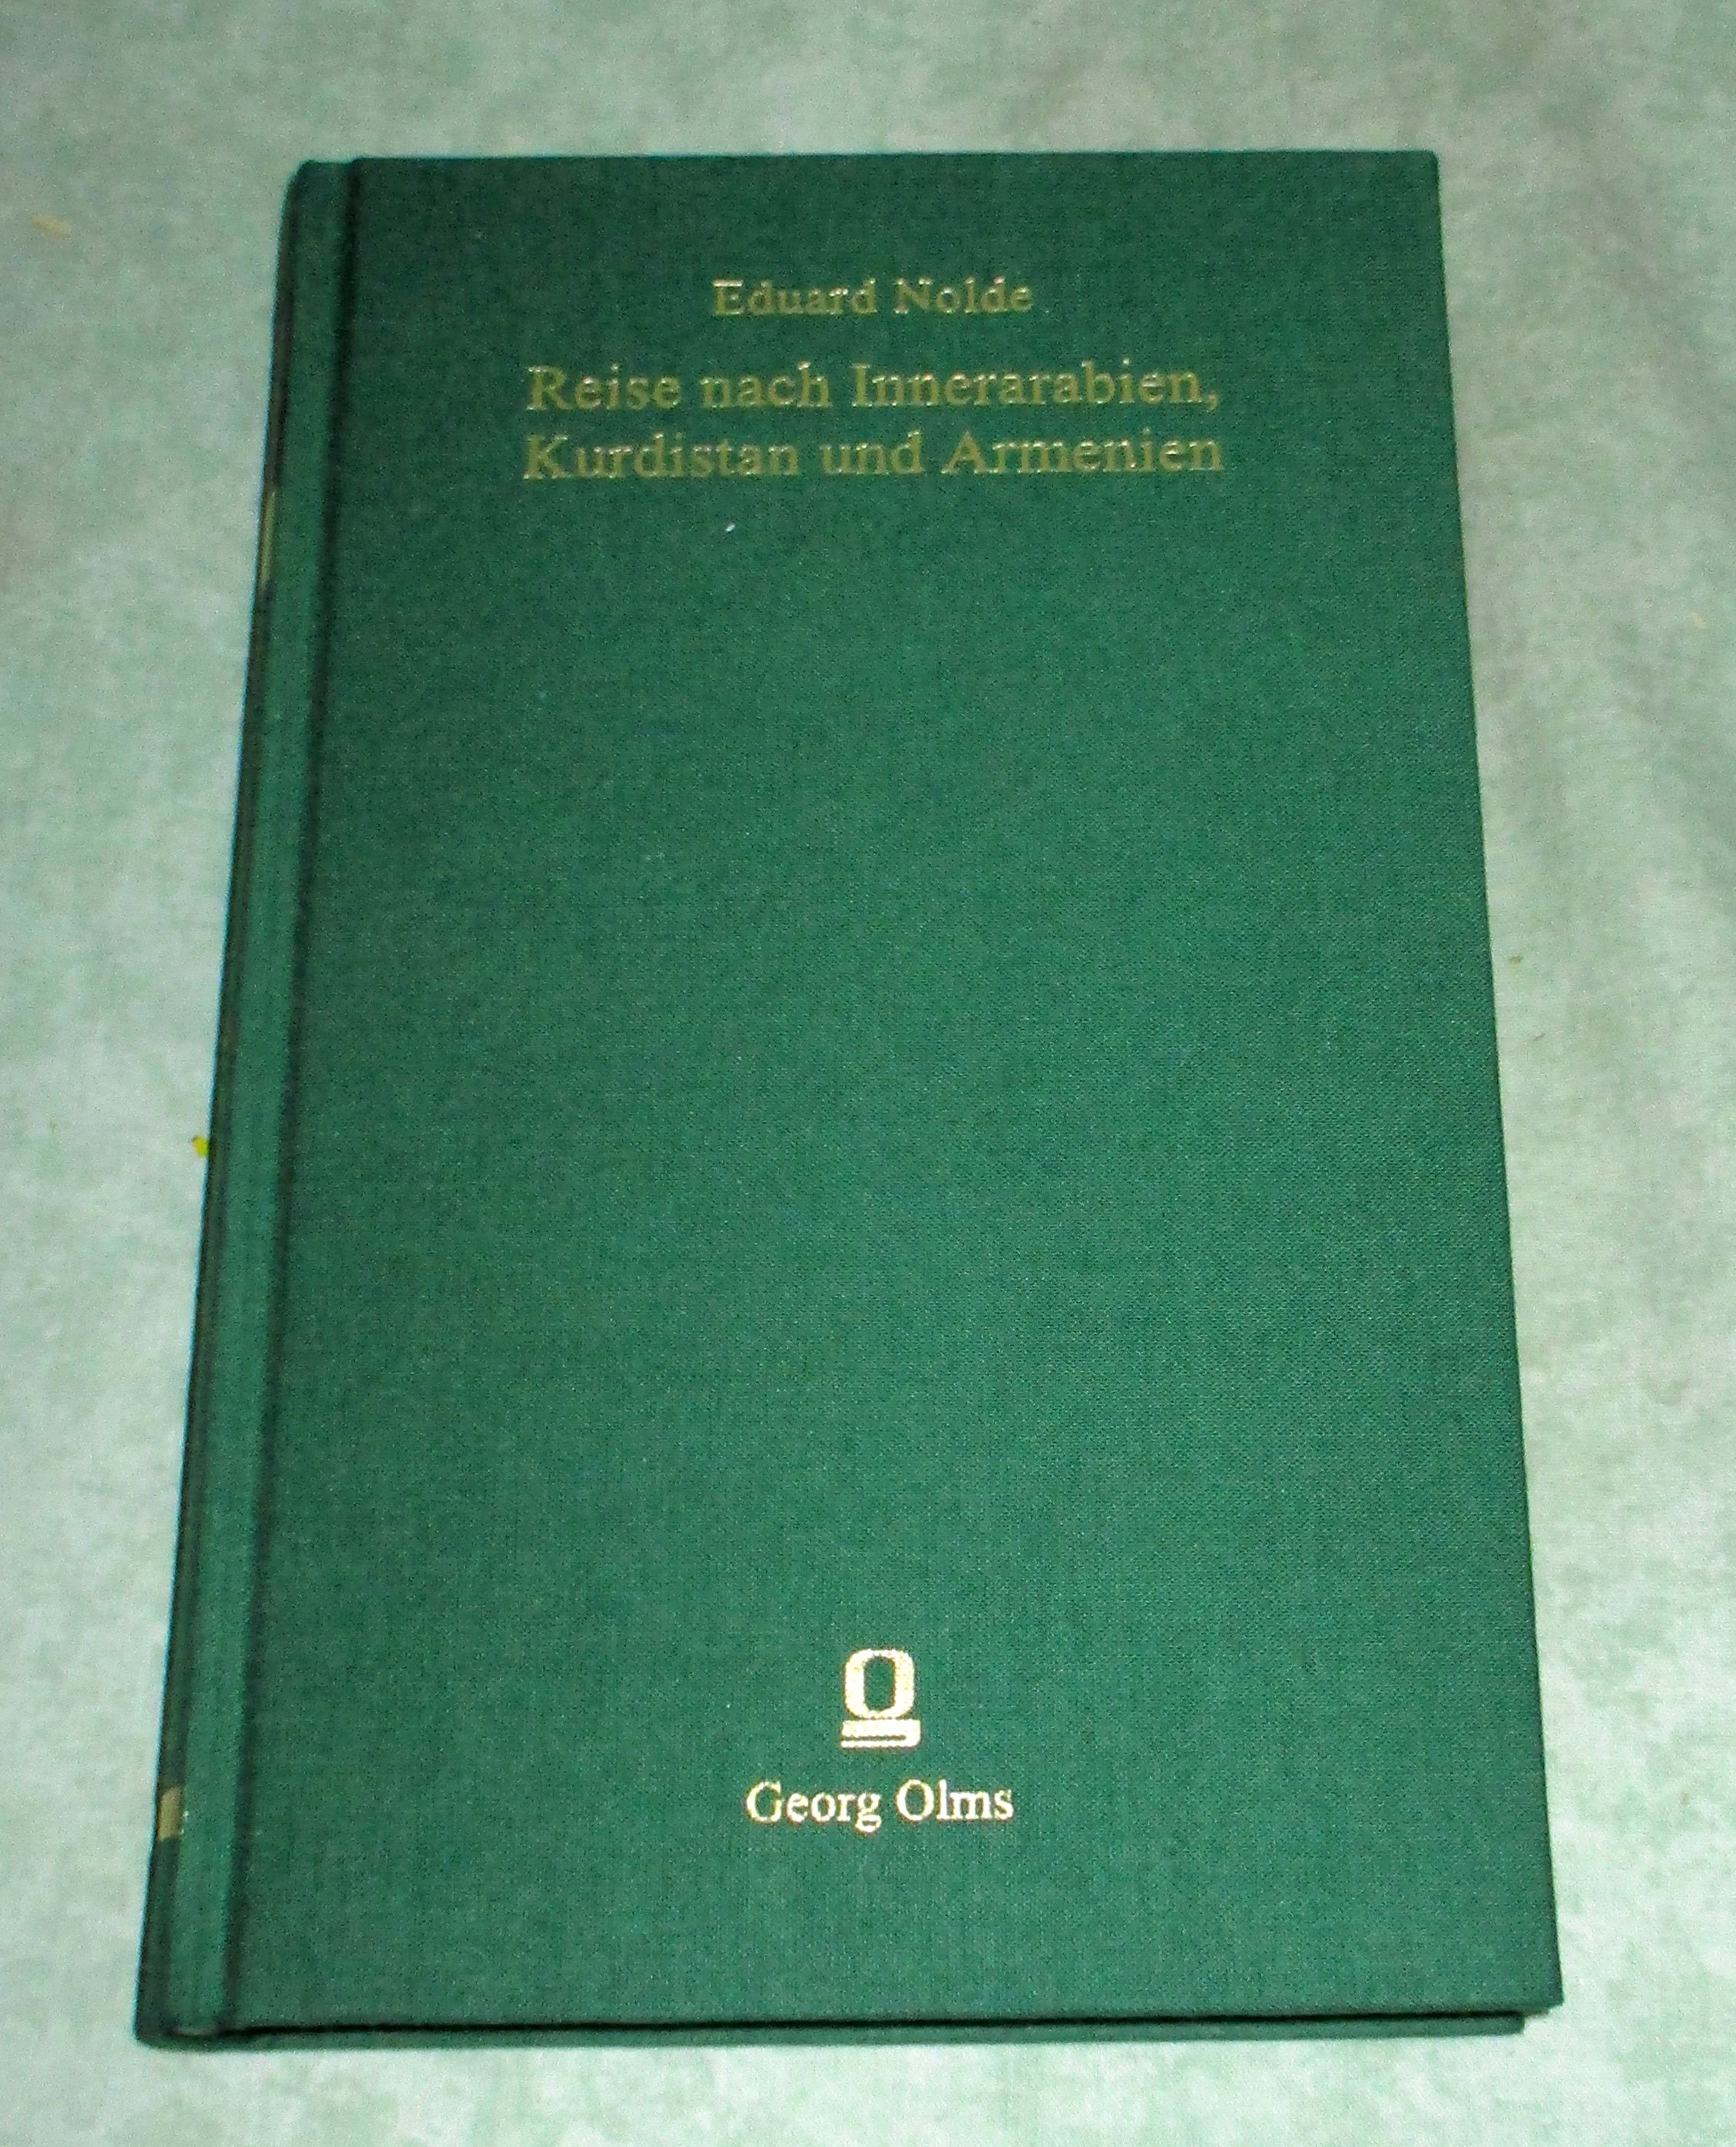 Eduard Nolde
Reise nach Innerarabien,
Kurdistan und Armenien
O
Georg Olms